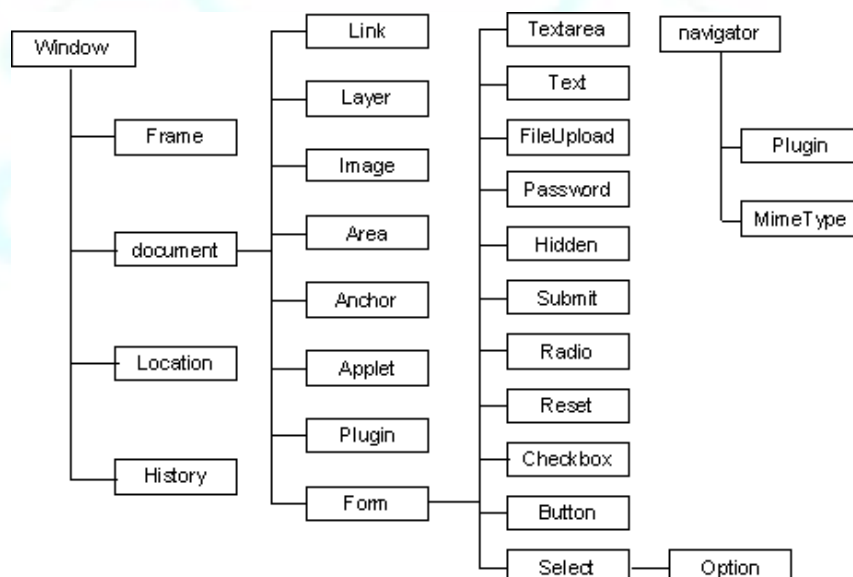 Window
Frame
document
Location
History
Link
Layer
Image
Area
Anchor
Applet
Plugin
Form
Textarea
Text
FileUpload
Password
Hidden
Submit
Radio
Reset
Checkbox
Button
Select
Option
navigator
Plugin
MimeType